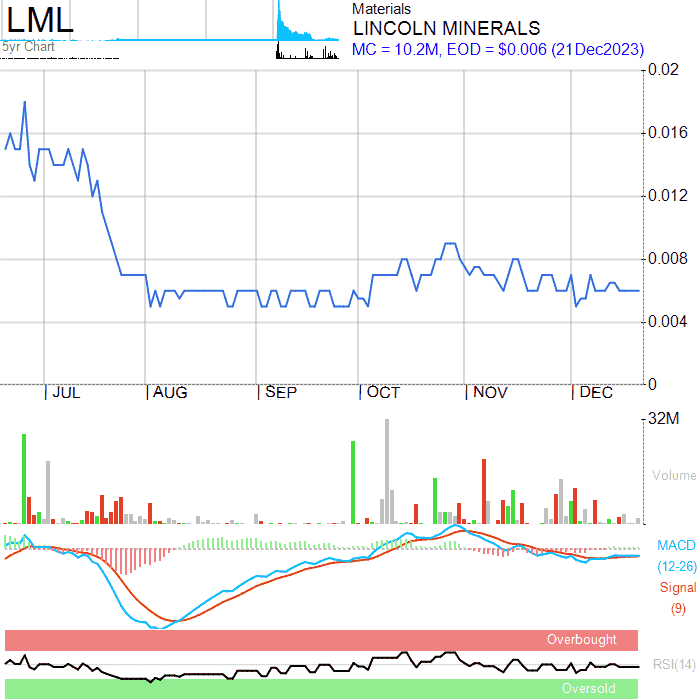 LML
5yr Chart
Materials
LINCOLN MINERALS
MC = 10.2M, EOD = $0.006 (21Dec2023)
0.02
0.016
0.012
0.008
0.004
0
JUL AUG SEP OCT NOV DEC
32M
Volume
MACD
(12-26)
Signal
(9)
Overbought
RSI(14)
Oversold